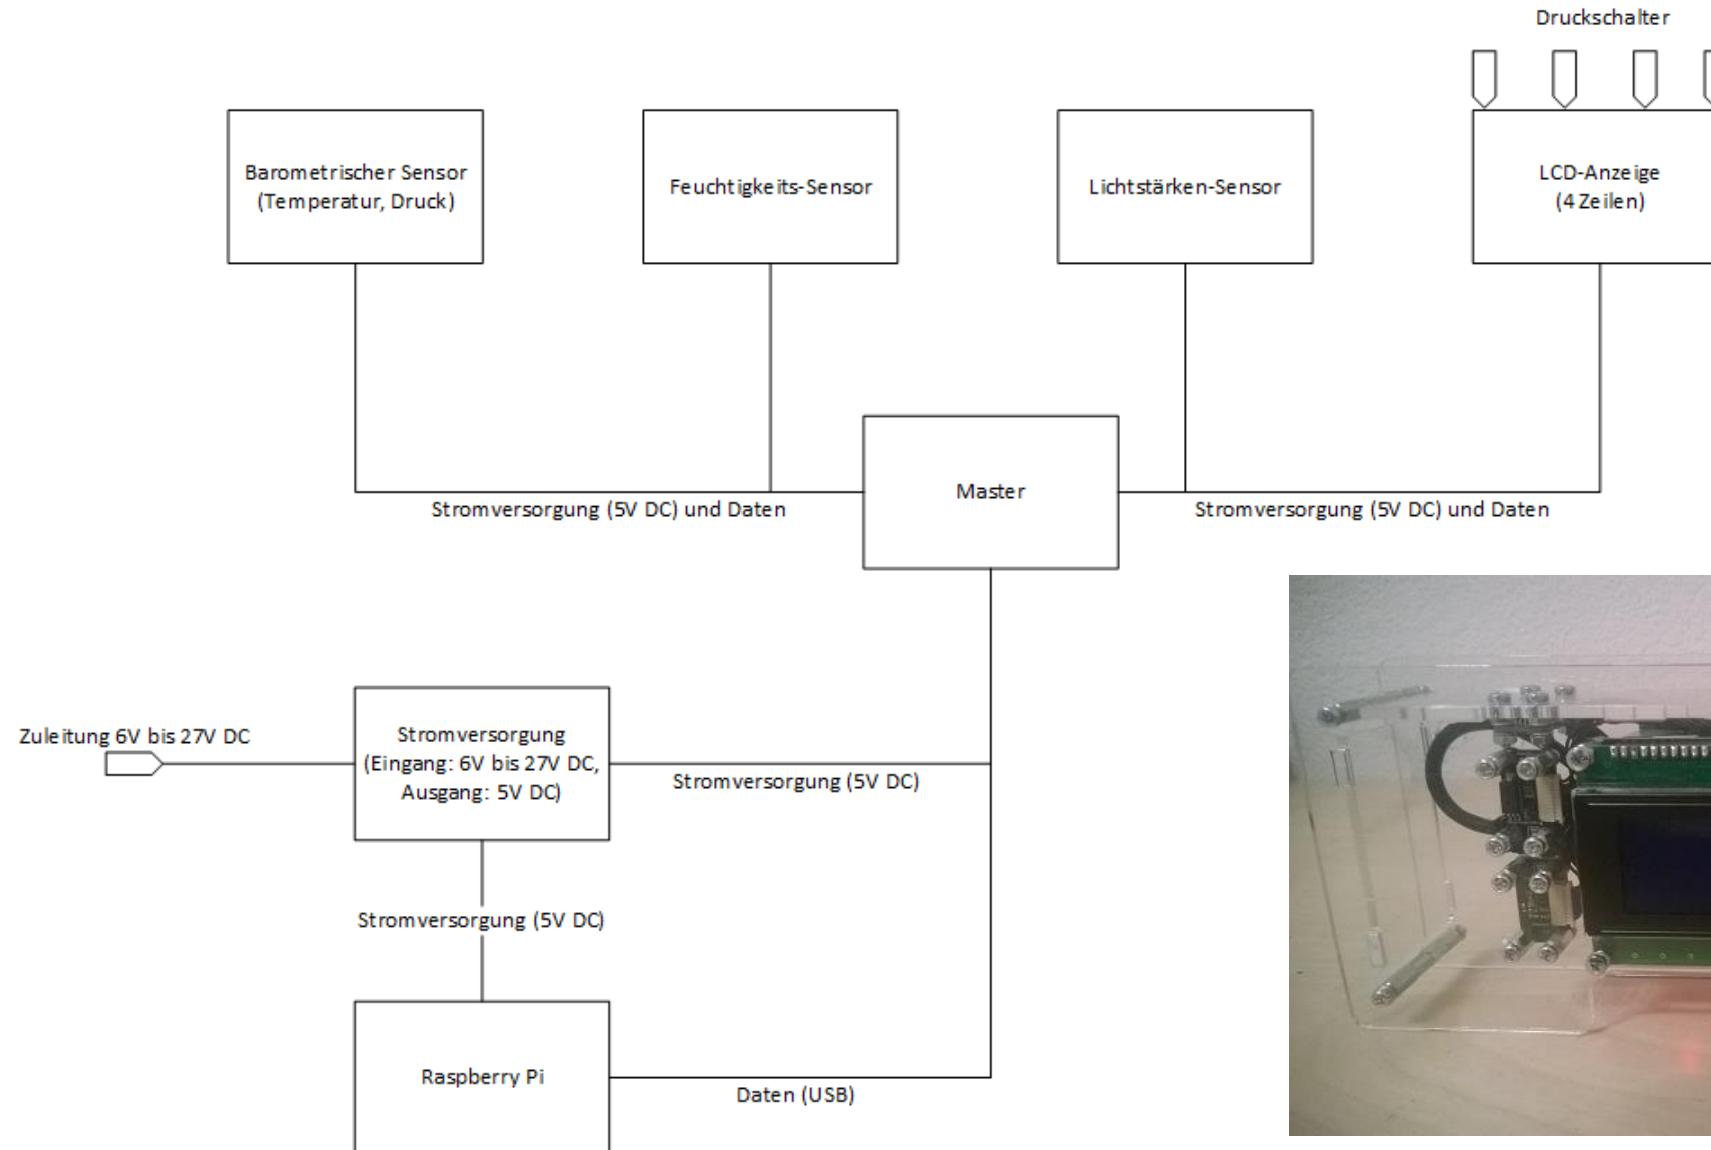 Druckschalter
Barometrischer Sensor
(Temperatur, Druck)
Feuchtigkeits-Sensor
Lichtstärken-Sensor
LCD-Anzeige
(4 Zeilen)
Master
Stromversorgung (5V DC) und Daten
Stromversorgung (5V DC) und Daten
Zuleitung 6V bis 27V DC
Stromversorgung
(Eingang: 6V bis 27V DC,
Ausgang: 5V DC)
Stromversorgung (5V DC)
Stromversorgung (5V DC)
Raspberry Pi
Daten (USB)